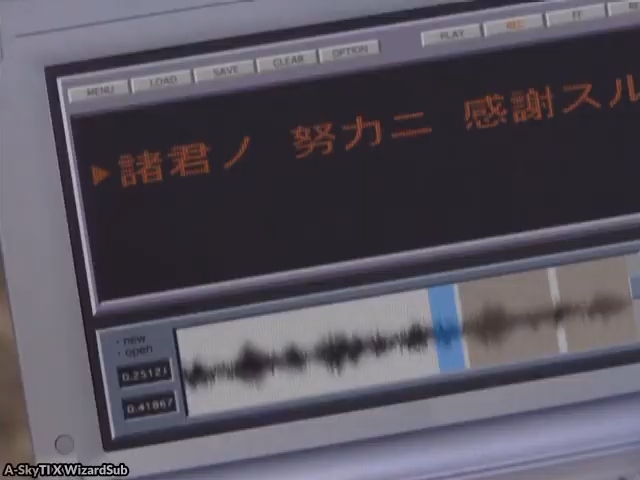 MENU LOAD SAVE CLEAR OPTION PLAY REC FF RE
▶諸君ノ 努力ニ 感謝スル
・new
・open
0.25121
0.41867
A-SkyTI X WizardSub